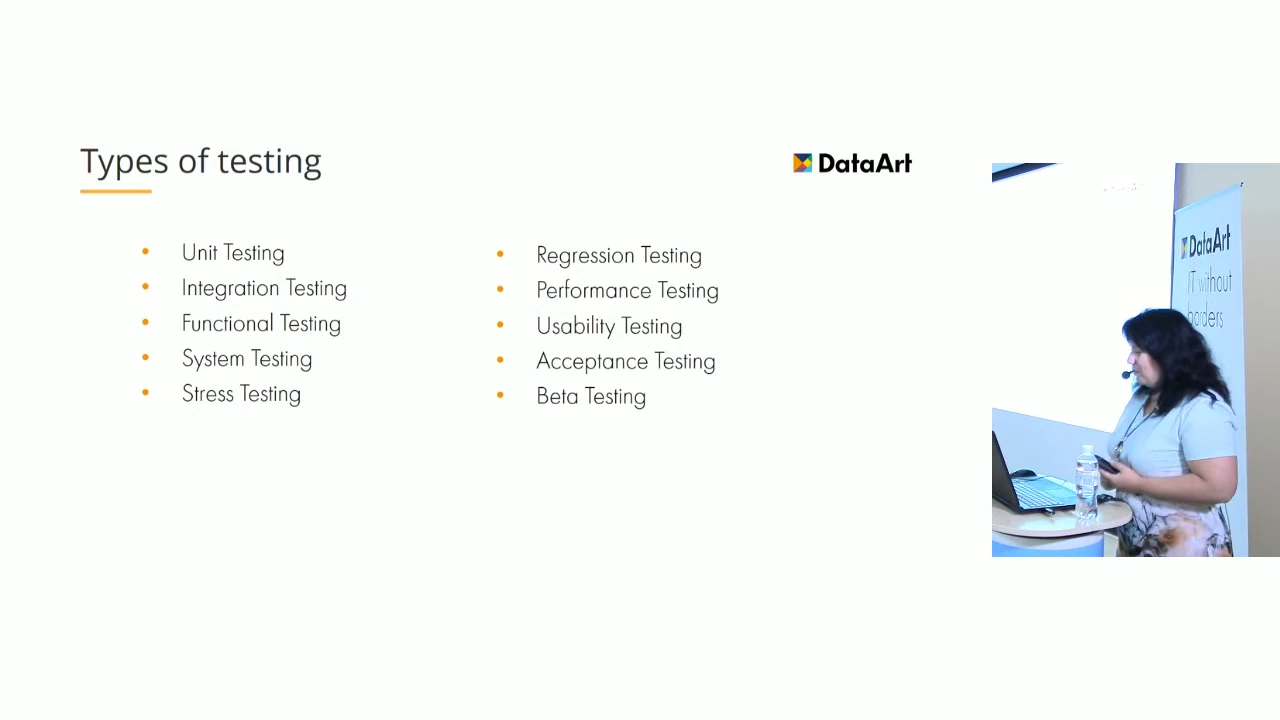 Types of testing
DataArt
• Unit Testing
• Integration Testing
• Functional Testing
• System Testing
• Stress Testing
• Regression Testing
• Performance Testing
• Usability Testing
• Acceptance Testing
• Beta Testing
DataArt
IT without
borders